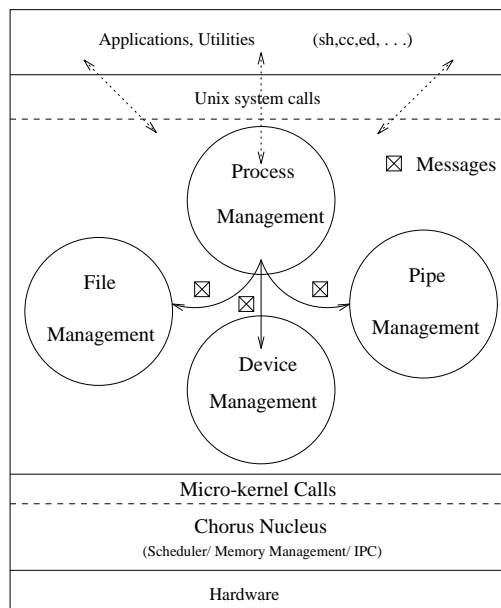 Applications, Utilities (sh,cc,ed, . . .)
Unix system calls
Process
Management
Messages
File
Management
Pipe
Management
Device
Management
Micro-kernel Calls
Chorus Nucleus
(Scheduler/ Memory Management/ IPC)
Hardware